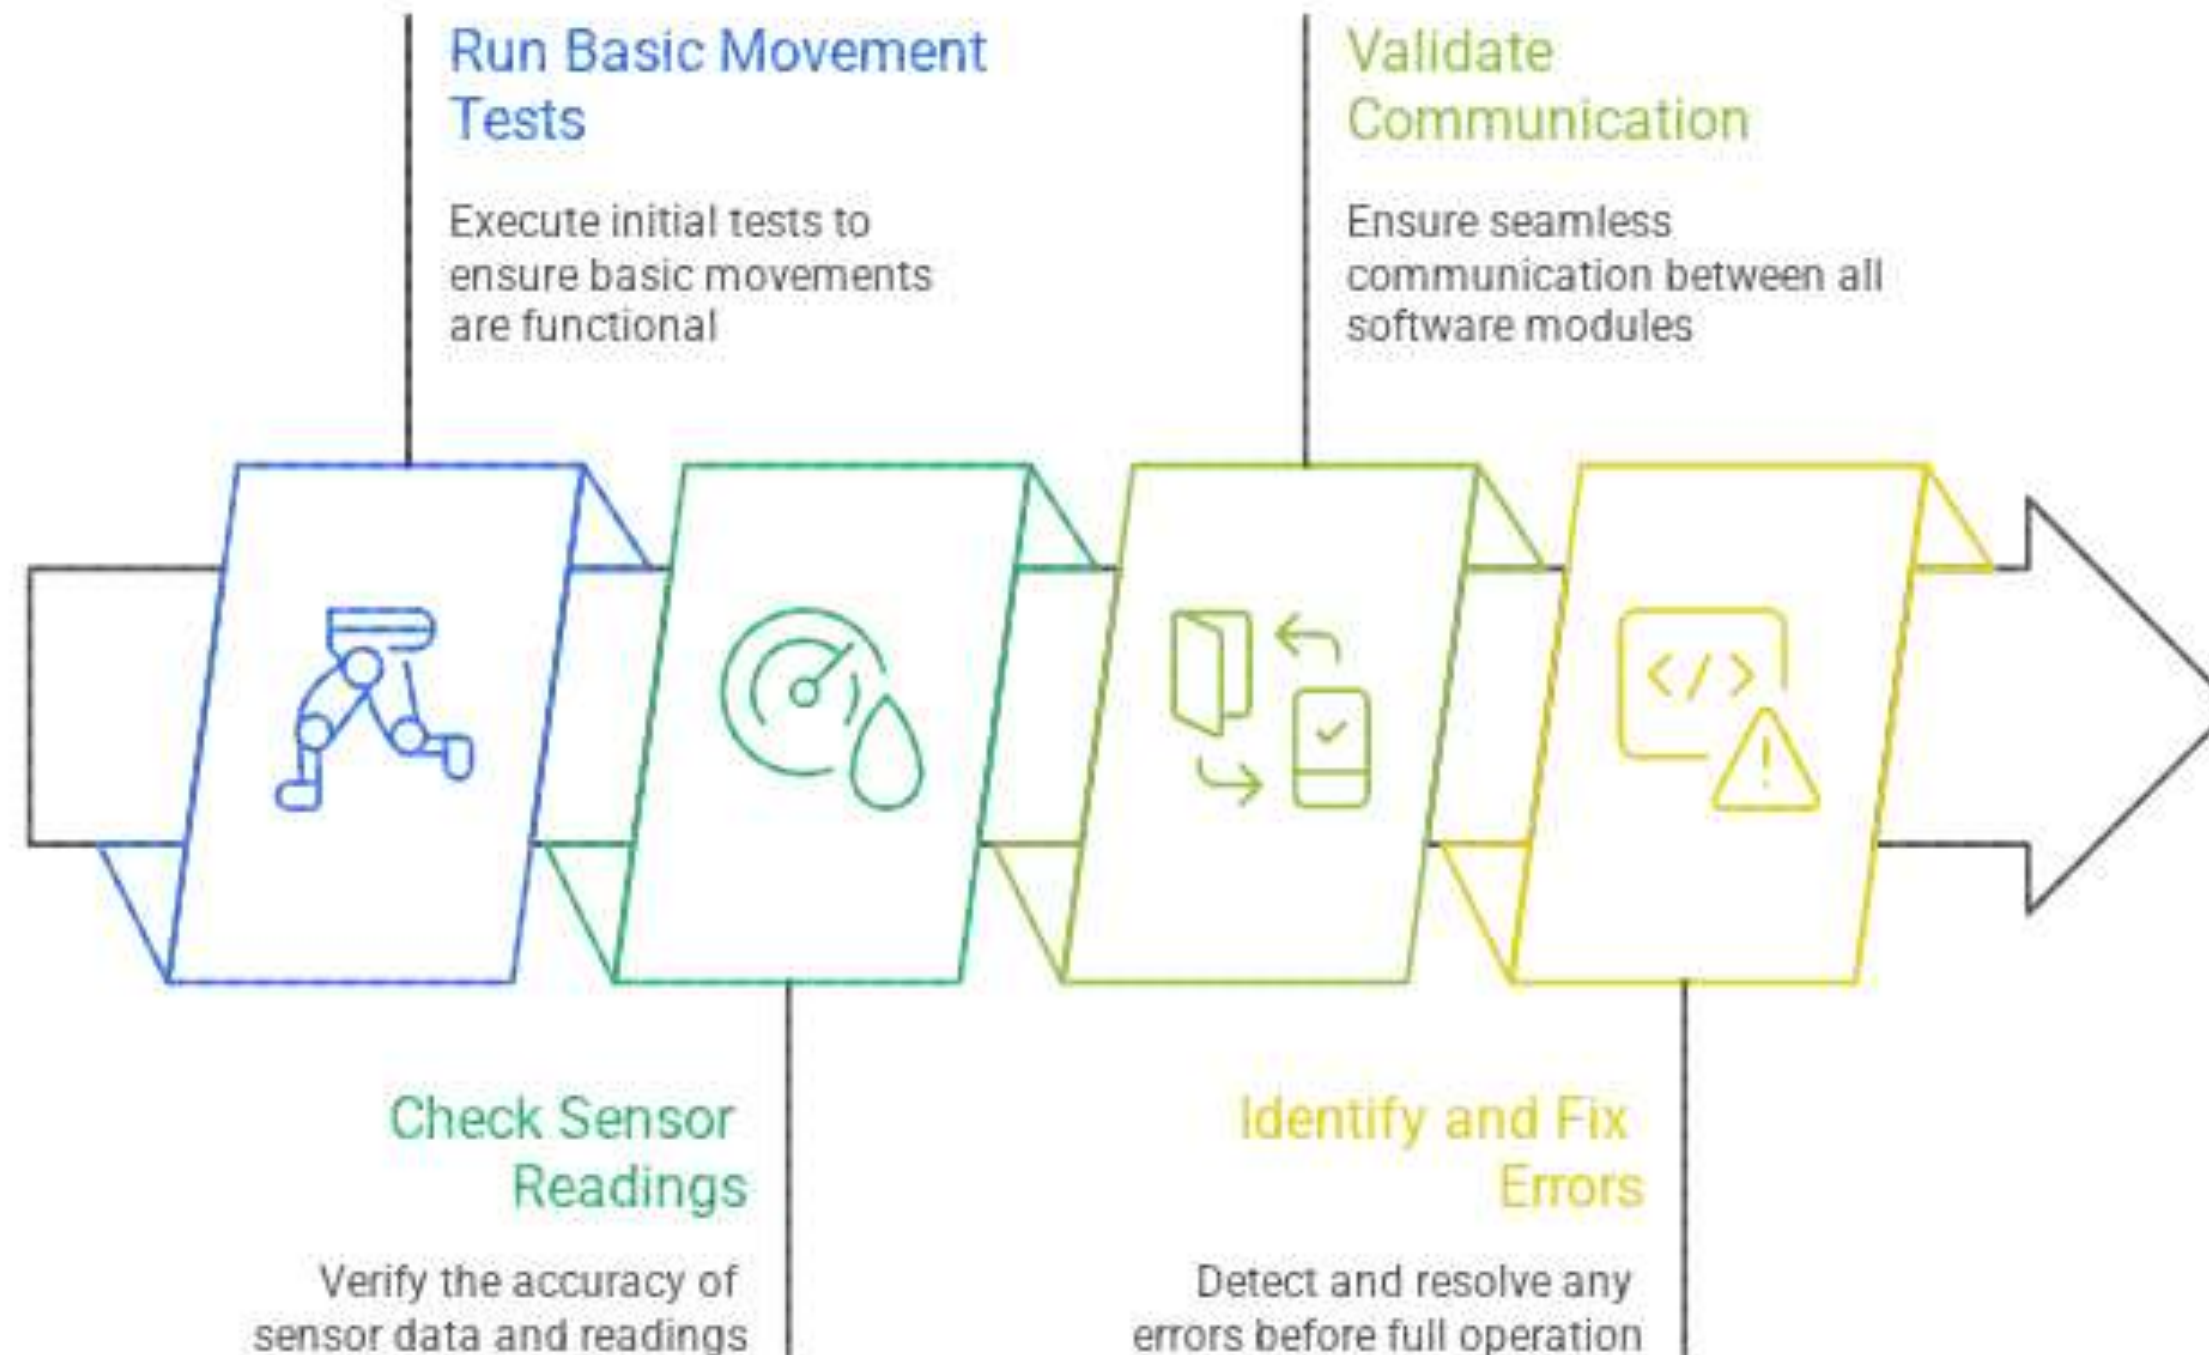 Run Basic Movement
Tests
Execute initial tests to
ensure basic movements
are functional
Validate
Communication
Ensure seamless
communication between all
software modules
</>
!
Check Sensor
Readings
Verify the accuracy of
sensor data and readings
Identify and Fix
Errors
Detect and resolve any
errors before full operation